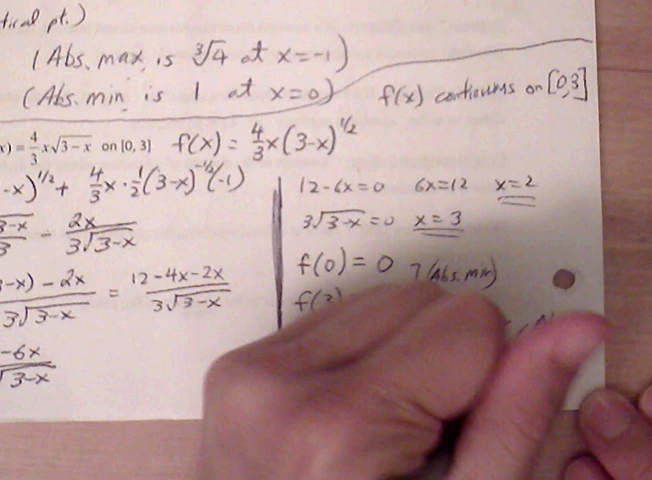 tical pt.)
(Abs. max. is ∛4 at x=-1)
(Abs. min. is 1 at x=0)
f(x) continuous on [0,3]
x) = 4/3 x√3-x on [0, 3] f(x) = 4/3 x(3-x)^1/2
-x)^1/2 + 4/3 x · 1/2 (3-x)^-1/2 (-1)
3-x/3 - 2x/3√3-x
-x) - 2x/3√3-x = 12-4x-2x/3√3-x
-6x/√3-x
12-6x=0 6x=12 x=2
3√3-x=0 x=3
f(0) = 0 (Abs. min)